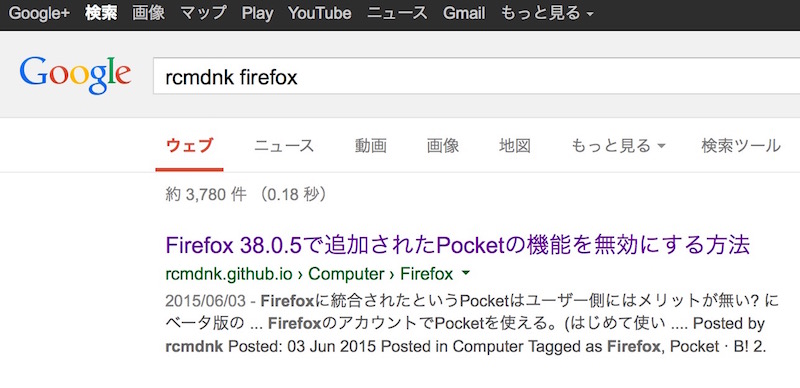 Google+ 検索 画像 マップ Play YouTube ニュース Gmail もっと見る
Google rcmdnk firefox
ウェブ ニュース 動画 画像 地図 もっと見る 検索ツール
約 3,780 件 （0.18 秒）
Firefox 38.0.5で追加されたPocketの機能を無効にする方法
rcmdnk.github.io › Computer › Firefox
2015/06/03 - Firefoxに統合されたというPocketはユーザー側にはメリットが無い? に
ベータ版の ... FirefoxのアカウントでPocketを使える。(はじめて使い .... Posted by
rcmdnk Posted: 03 Jun 2015 Posted in Computer Tagged as Firefox, Pocket · B! 2.